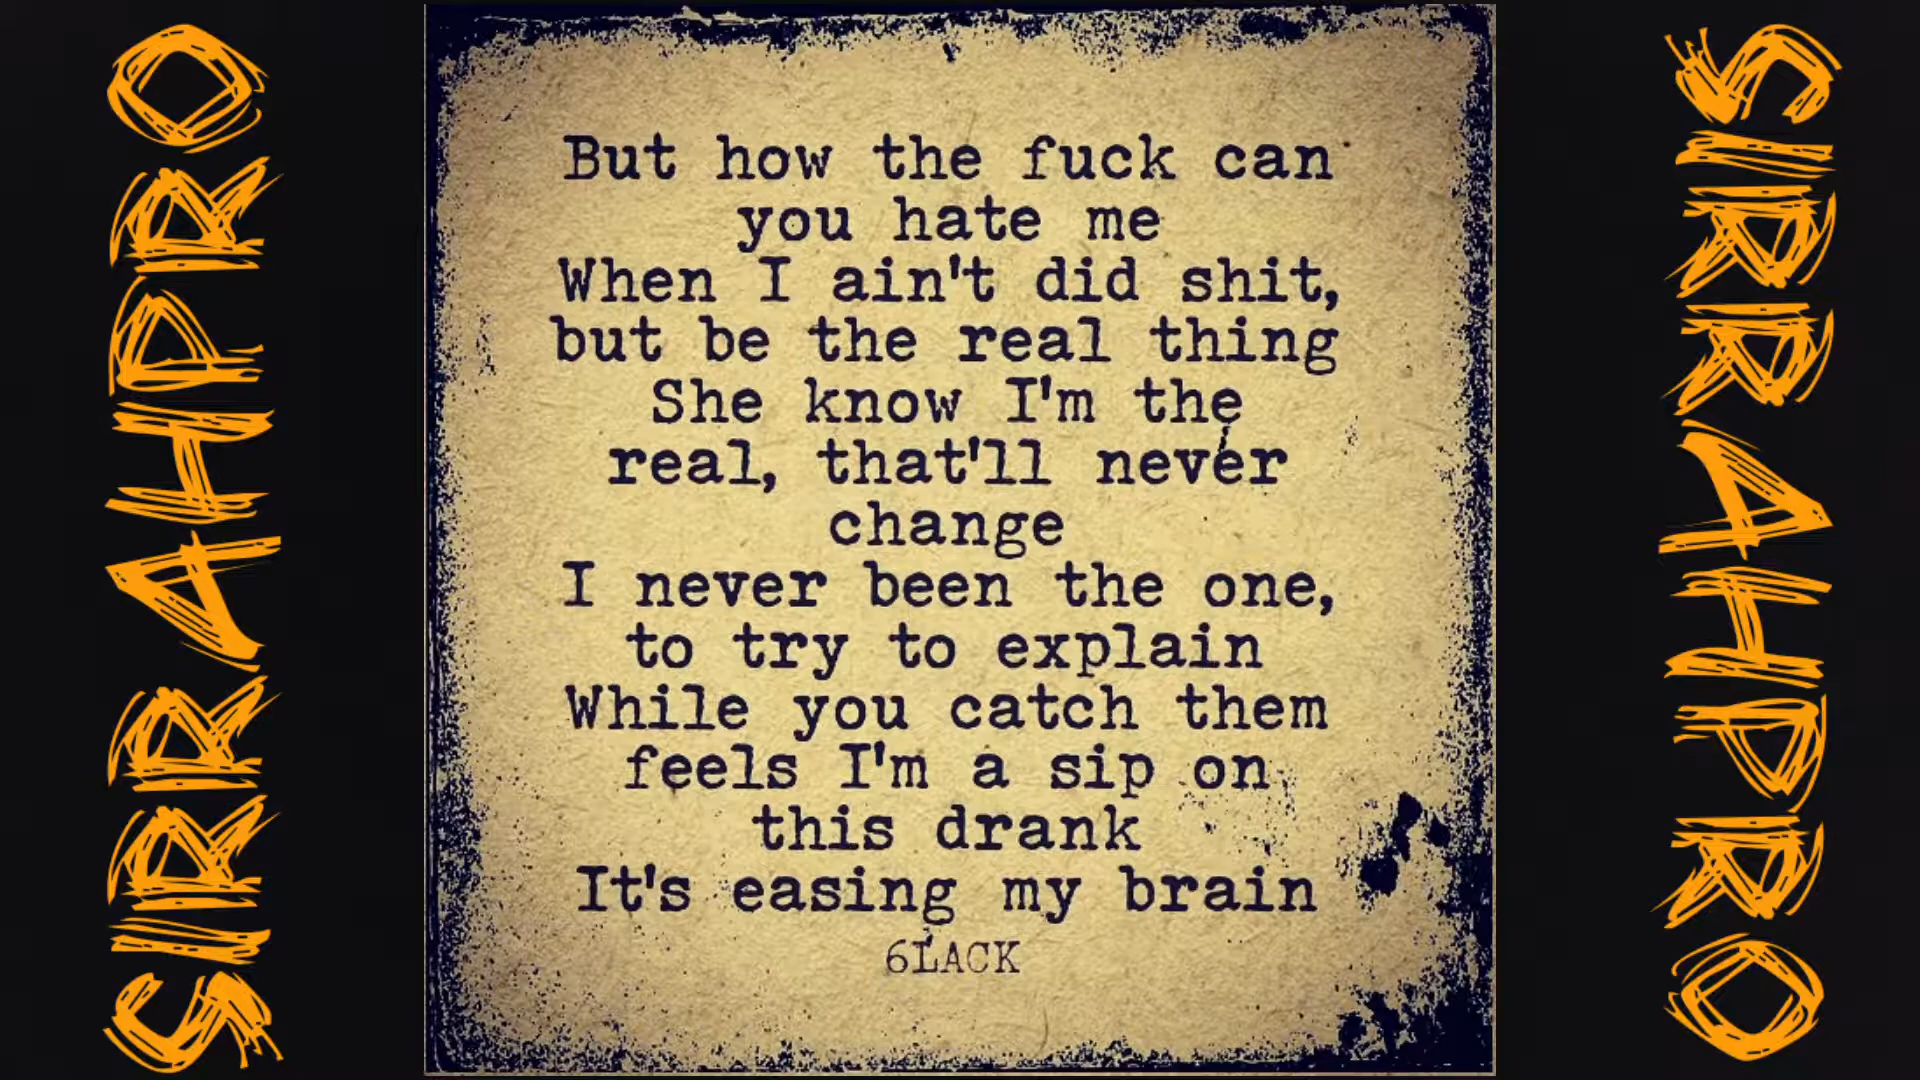 SIRRAHPRO
But how the fuck can
you hate me
When I ain't did shit,
but be the real thing
She know I'm the
real, that'll never
change
I never been the one,
to try to explain
While you catch them
feels I'm a sip on
this drank
It's easing my brain
6LACK
SIRRAHPRO